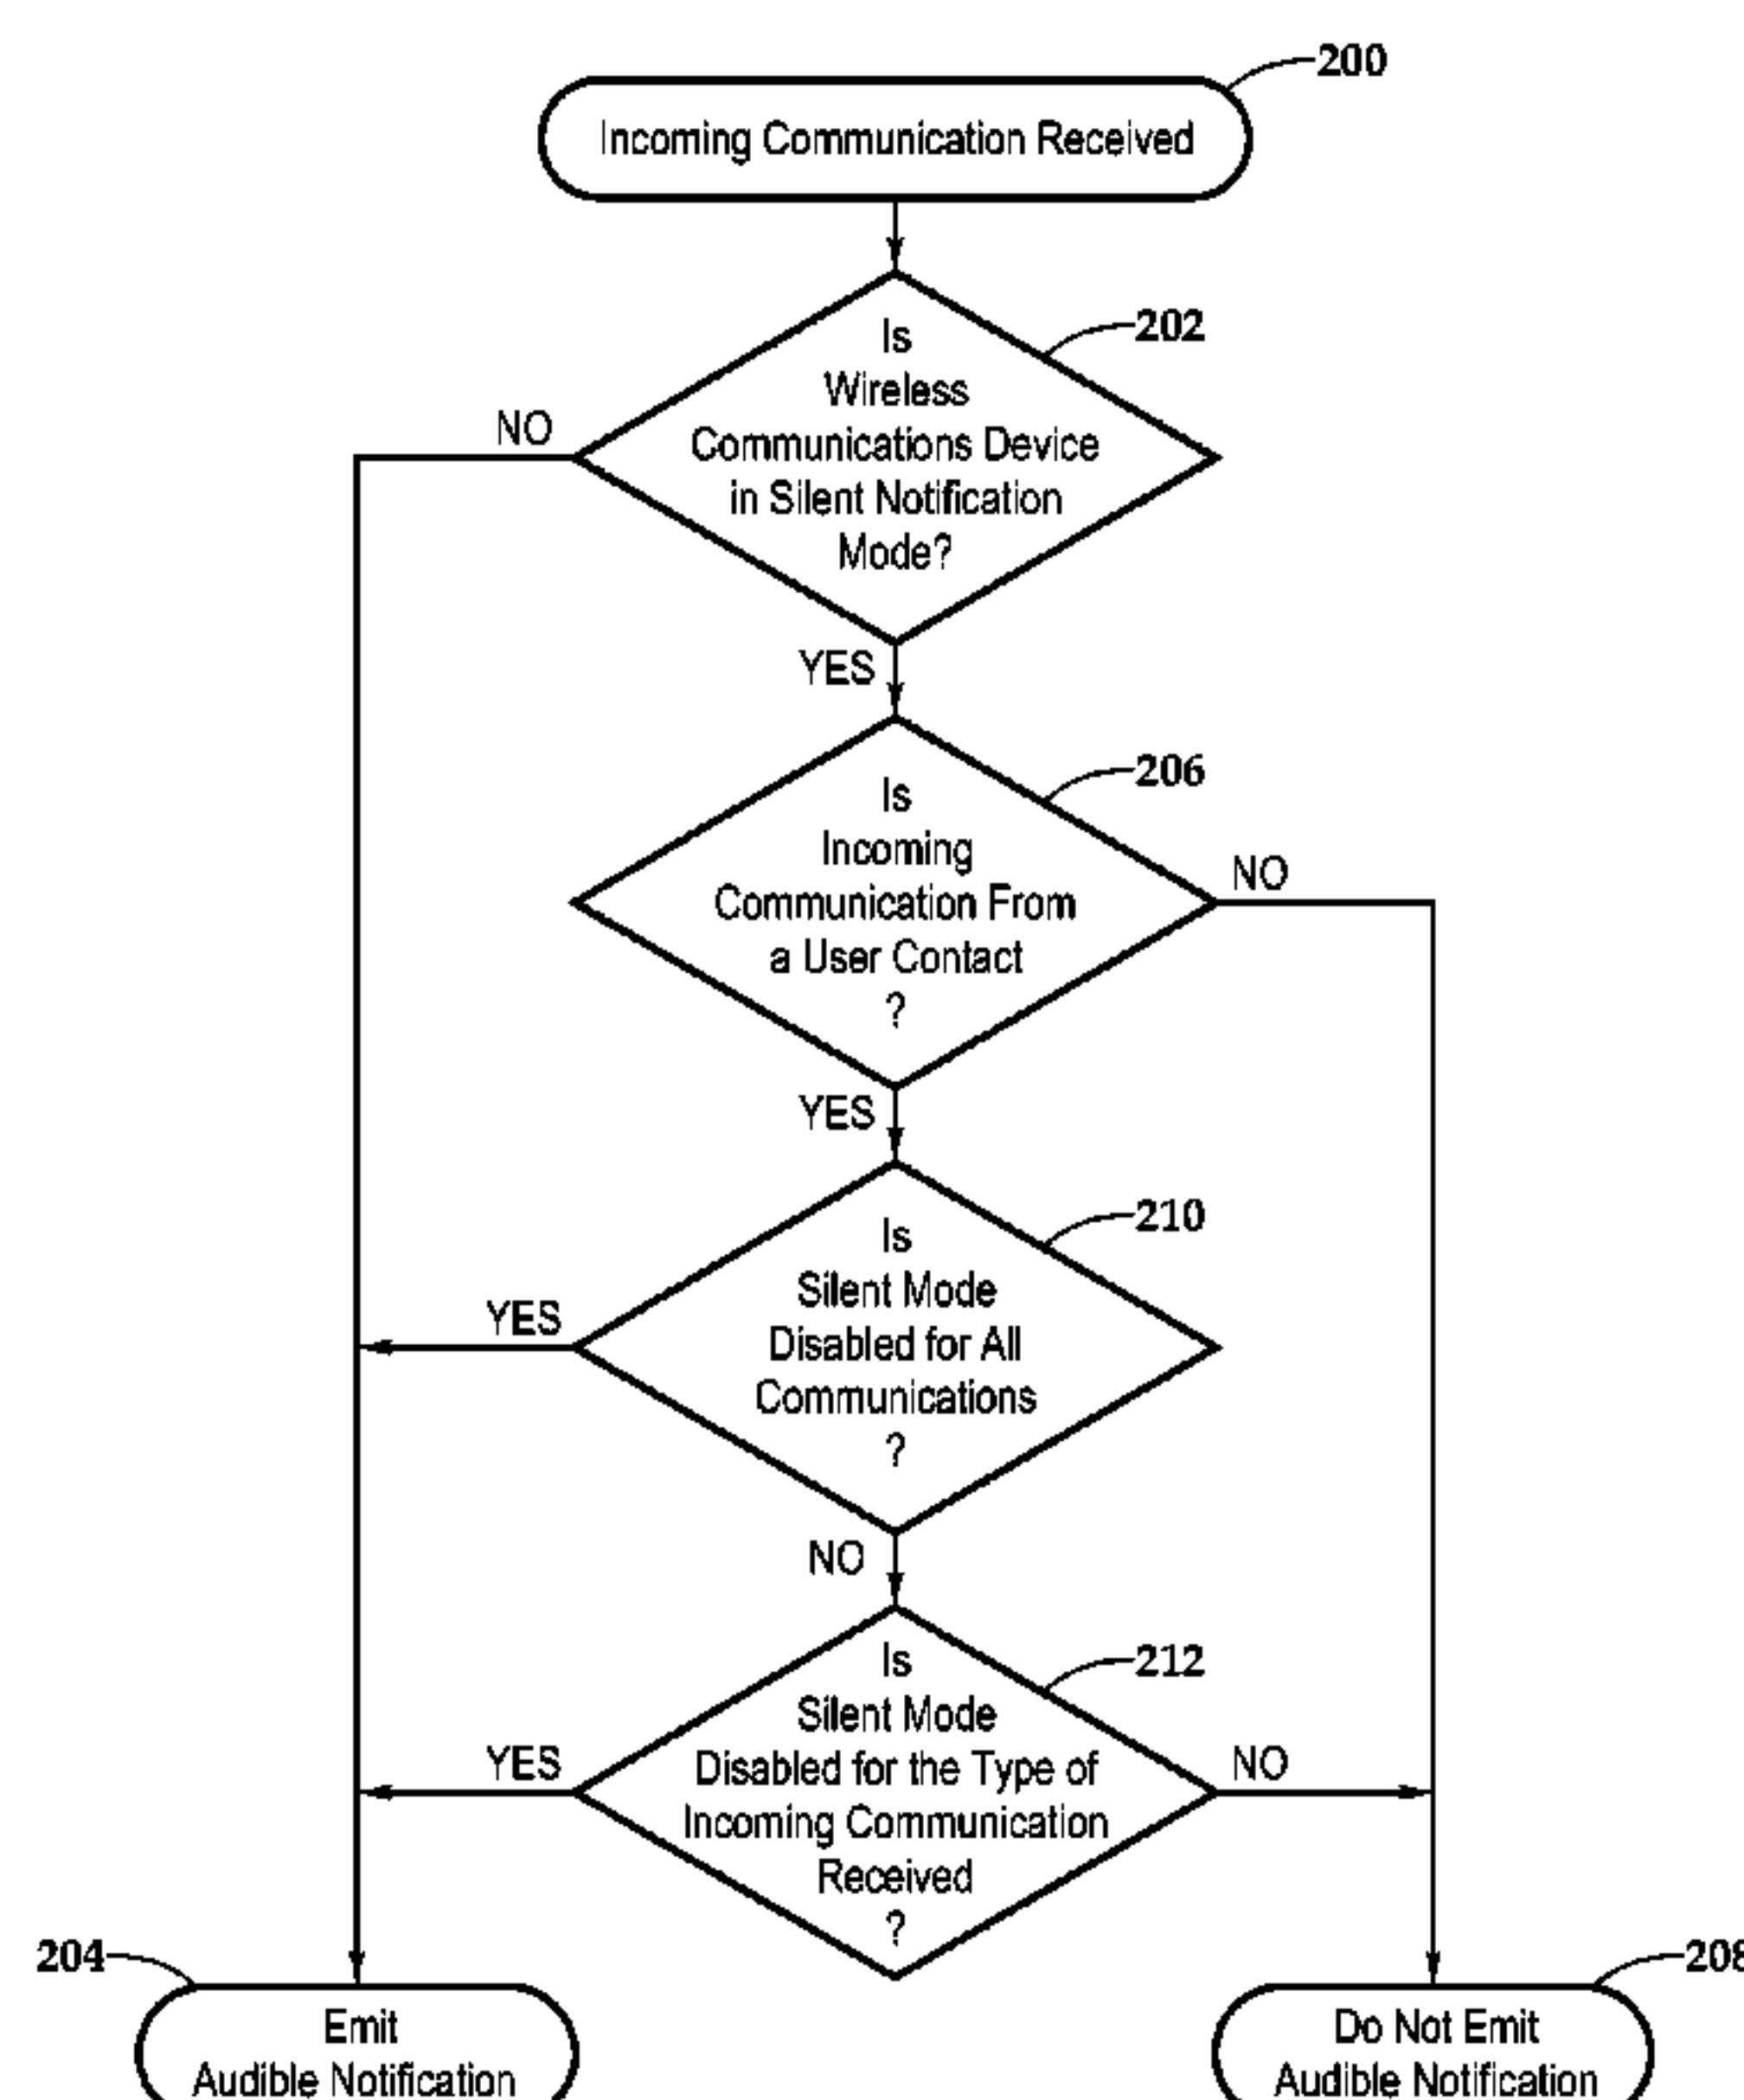 200
Incoming Communication Received
202
Is
Wireless
Communications Device
in Silent Notification
Mode?
NO
YES
206
Is
Incoming
Communication From
a User Contact
?
NO
YES
210
Is
Silent Mode
Disabled for All
Communications
?
YES
NO
212
Is
Silent Mode
Disabled for the Type of
Incoming Communication
Received
?
YES
NO
204
Emit
Audible Notification
208
Do Not Emit
Audible Notification